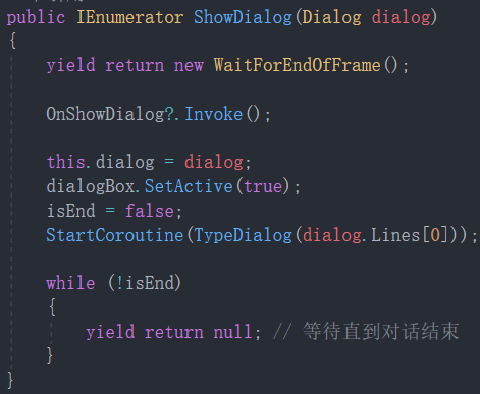 public IEnumerator ShowDialog(Dialog dialog)
{
yield return new WaitForEndOfFrame();
OnShowDialog?.Invoke();
this.dialog = dialog;
dialogBox.SetActive(true);
isEnd = false;
StartCoroutine(TypeDialog(dialog.Lines[0]));
while (!isEnd)
{
yield return null; // 等待直到对话结束
}
}